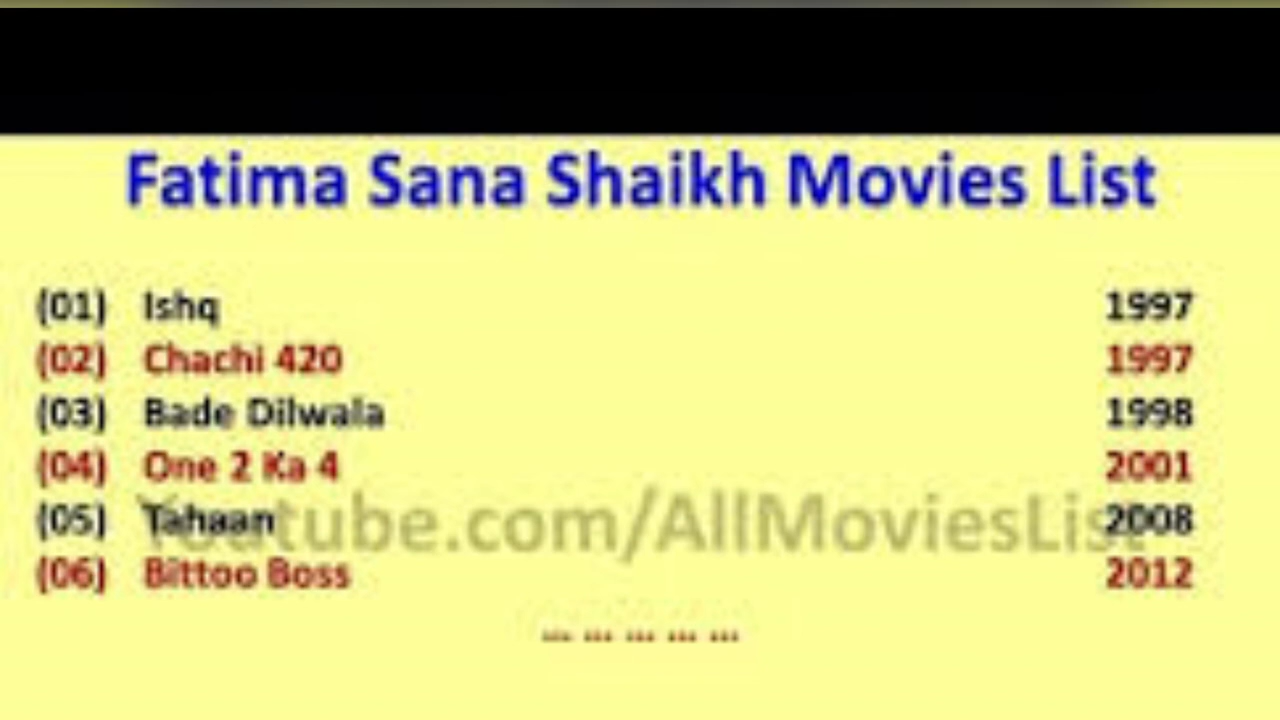 Fatima Sana Shaikh Movies List
(01) Ishq 1997
(02) Chachi 420 1997
(03) Bade Dilwala 1998
(04) One 2 Ka 4 2001
Youtube.com/AllMoviesList
(05) Tahaan 2008
(06) Bittoo Boss 2012
... ... ... ... ...